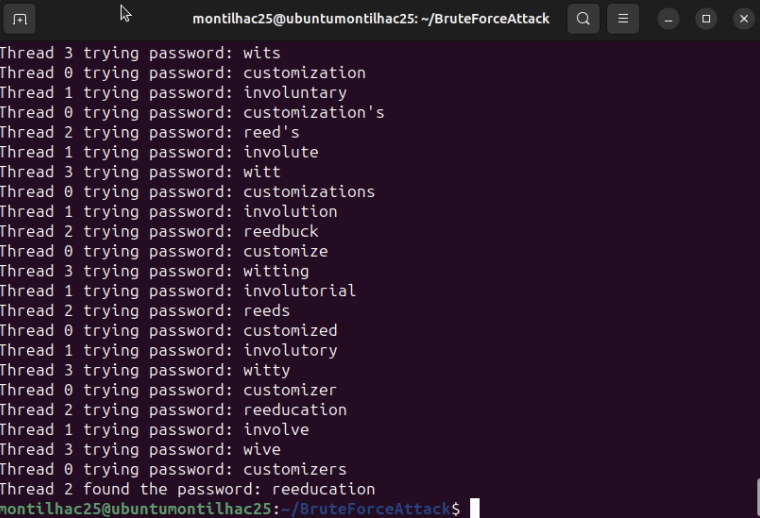 montilhac25@ubuntumontilhac25: ~/BruteForceAttack
Thread 3 trying password: wits
Thread 0 trying password: customization
Thread 1 trying password: involuntary
Thread 0 trying password: customization's
Thread 2 trying password: reed's
Thread 1 trying password: involute
Thread 3 trying password: witt
Thread 0 trying password: customizations
Thread 1 trying password: involution
Thread 2 trying password: reedbuck
Thread 0 trying password: customize
Thread 3 trying password: witting
Thread 1 trying password: involutorial
Thread 2 trying password: reeds
Thread 0 trying password: customized
Thread 1 trying password: involutory
Thread 3 trying password: witty
Thread 0 trying password: customizer
Thread 2 trying password: reeducation
Thread 1 trying password: involve
Thread 3 trying password: wive
Thread 0 trying password: customizers
Thread 2 found the password: reeducation
montilhac25@ubuntumontilhac25:~/BruteForceAttack$